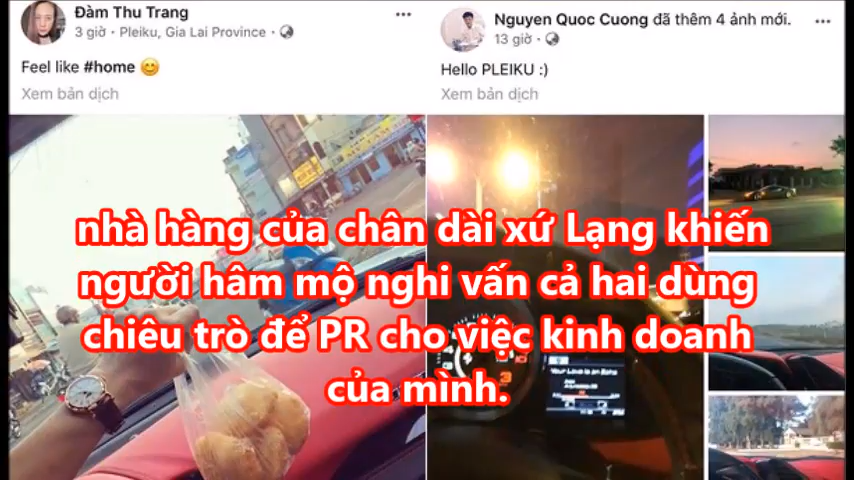 Đàm Thu Trang
3 giờ · Pleiku, Gia Lai Province ·
Feel like #home 😊
Xem bản dịch
Nguyen Quoc Cuong đã thêm 4 ảnh mới.
13 giờ ·
Hello PLEIKU :)
Xem bản dịch
nhà hàng của chân dài xứ Lạng khiến
người hâm mộ nghi vấn cả hai dùng
chiêu trò để PR cho việc kinh doanh
của mình.